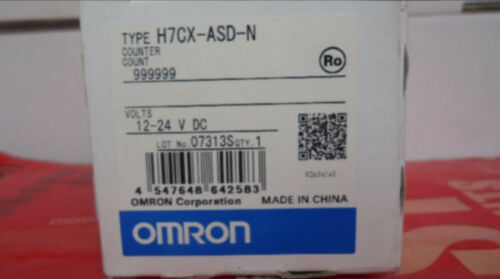 TYPE H7CX-ASD-N
COUNTER
COUNT
999999
Ro
VOLTS
12-24 V DC
LOT No. 07313S QTY. 1
4 547648 642583
OMRON Corporation MADE IN CHINA
OMRON